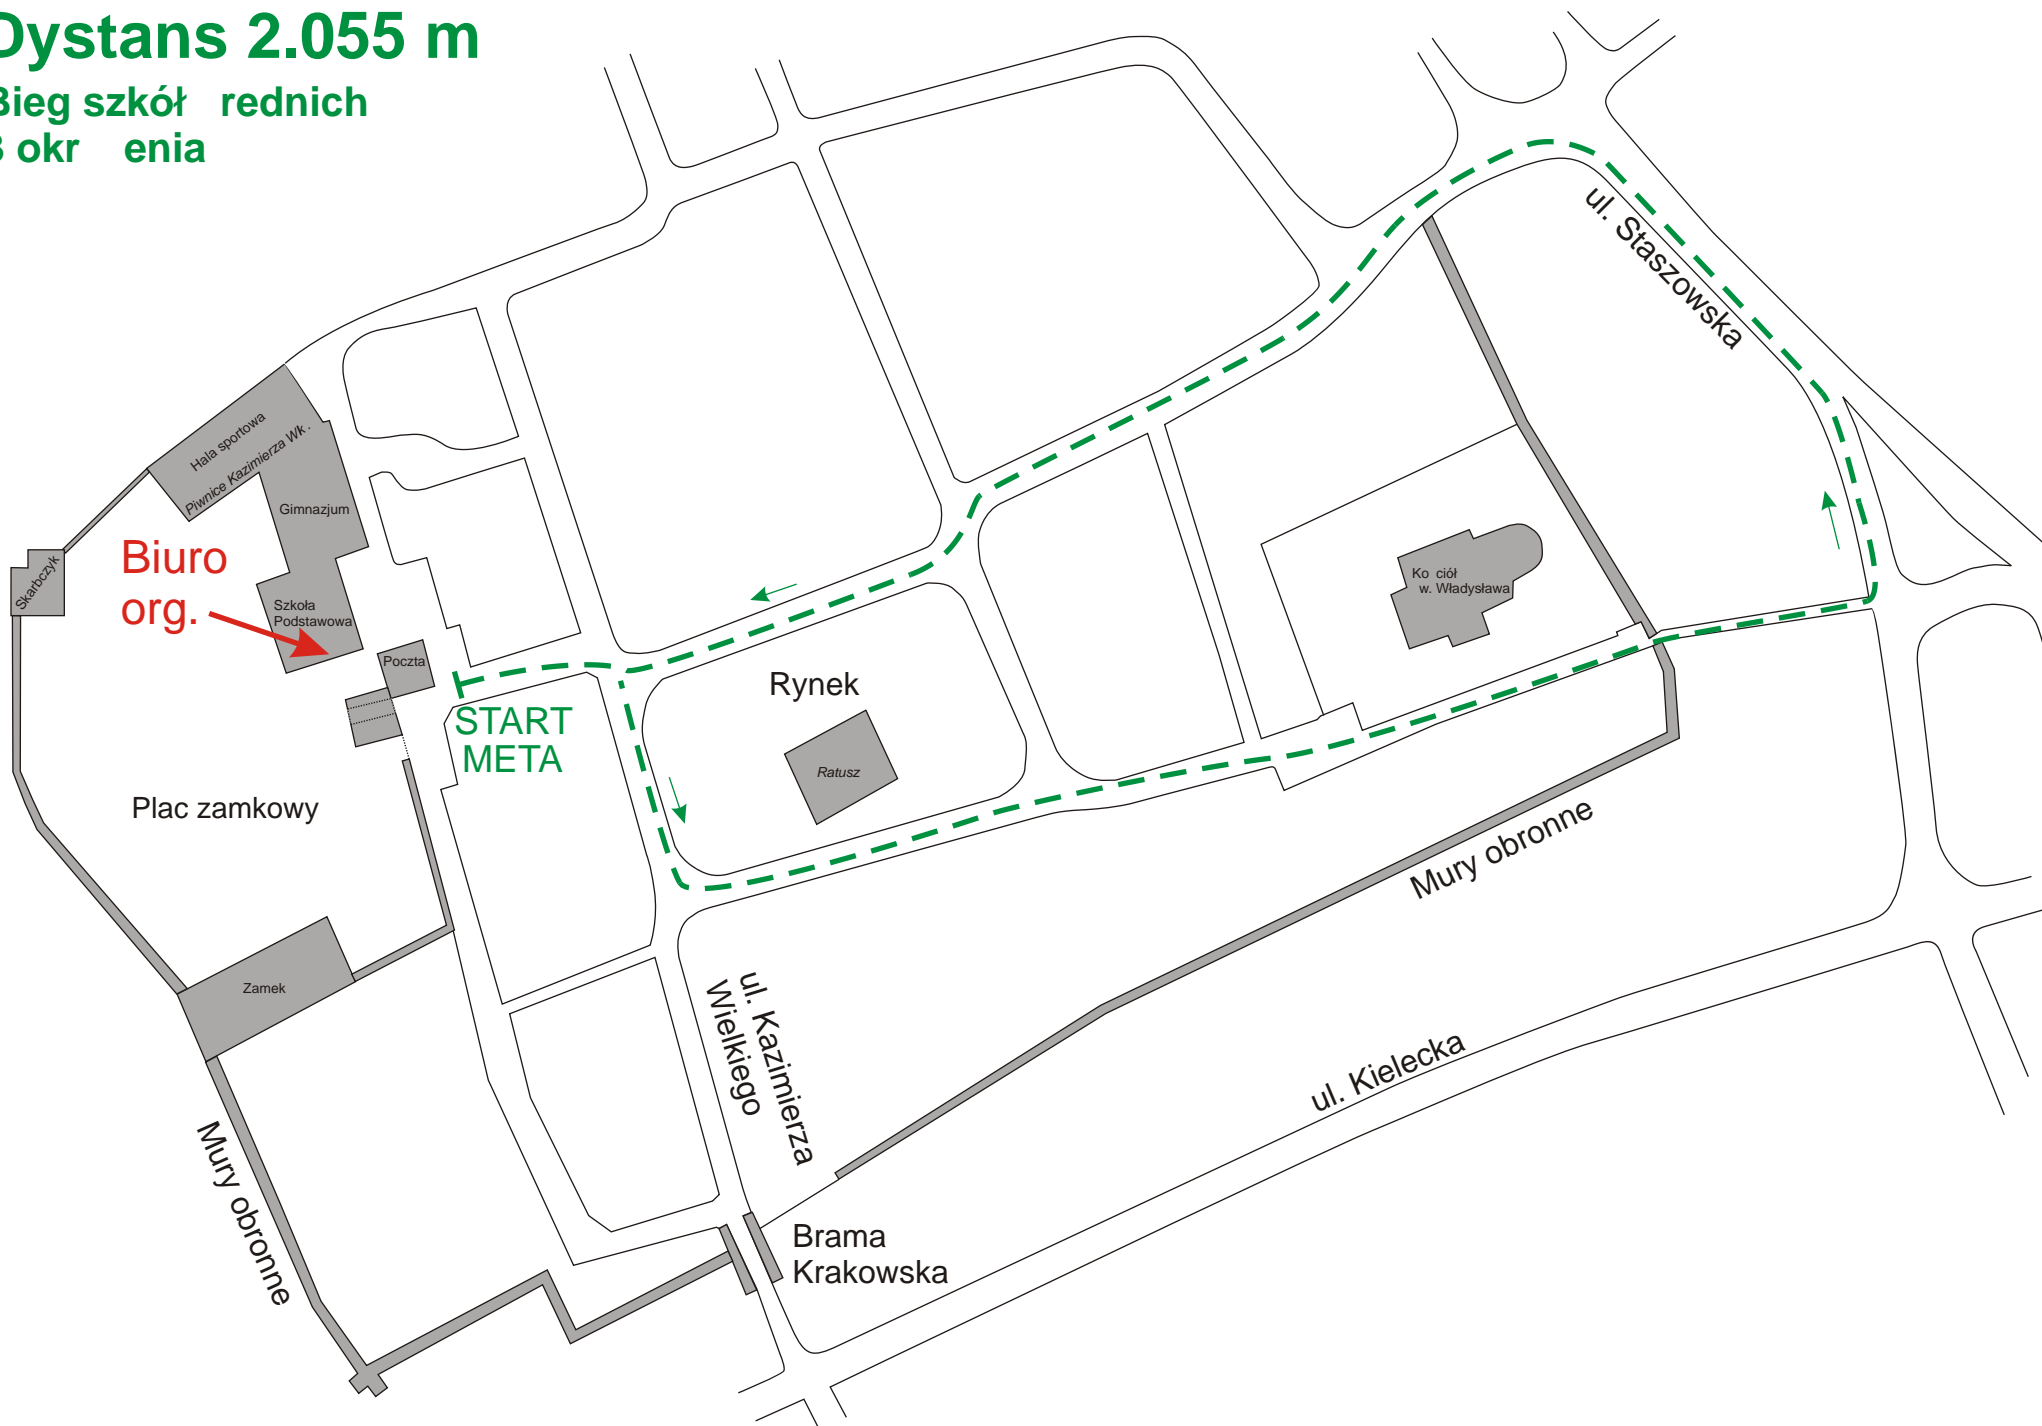 Dystans 2.055 m
Bieg szkół rednich
3 okr enia
ul. Staszowska
Hala sportowa
Piwnice Kazimierza Wk.
Gimnazjum
Skarbczyk
Biuro
org.
Szkoła
Podstawowa
Poczta
Ko ciół
w. Władysława
Rynek
START
META
Ratusz
Plac zamkowy
Mury obronne
Zamek
ul. Kazimierza
Wielkiego
ul. Kielecka
Mury obronne
Brama
Krakowska